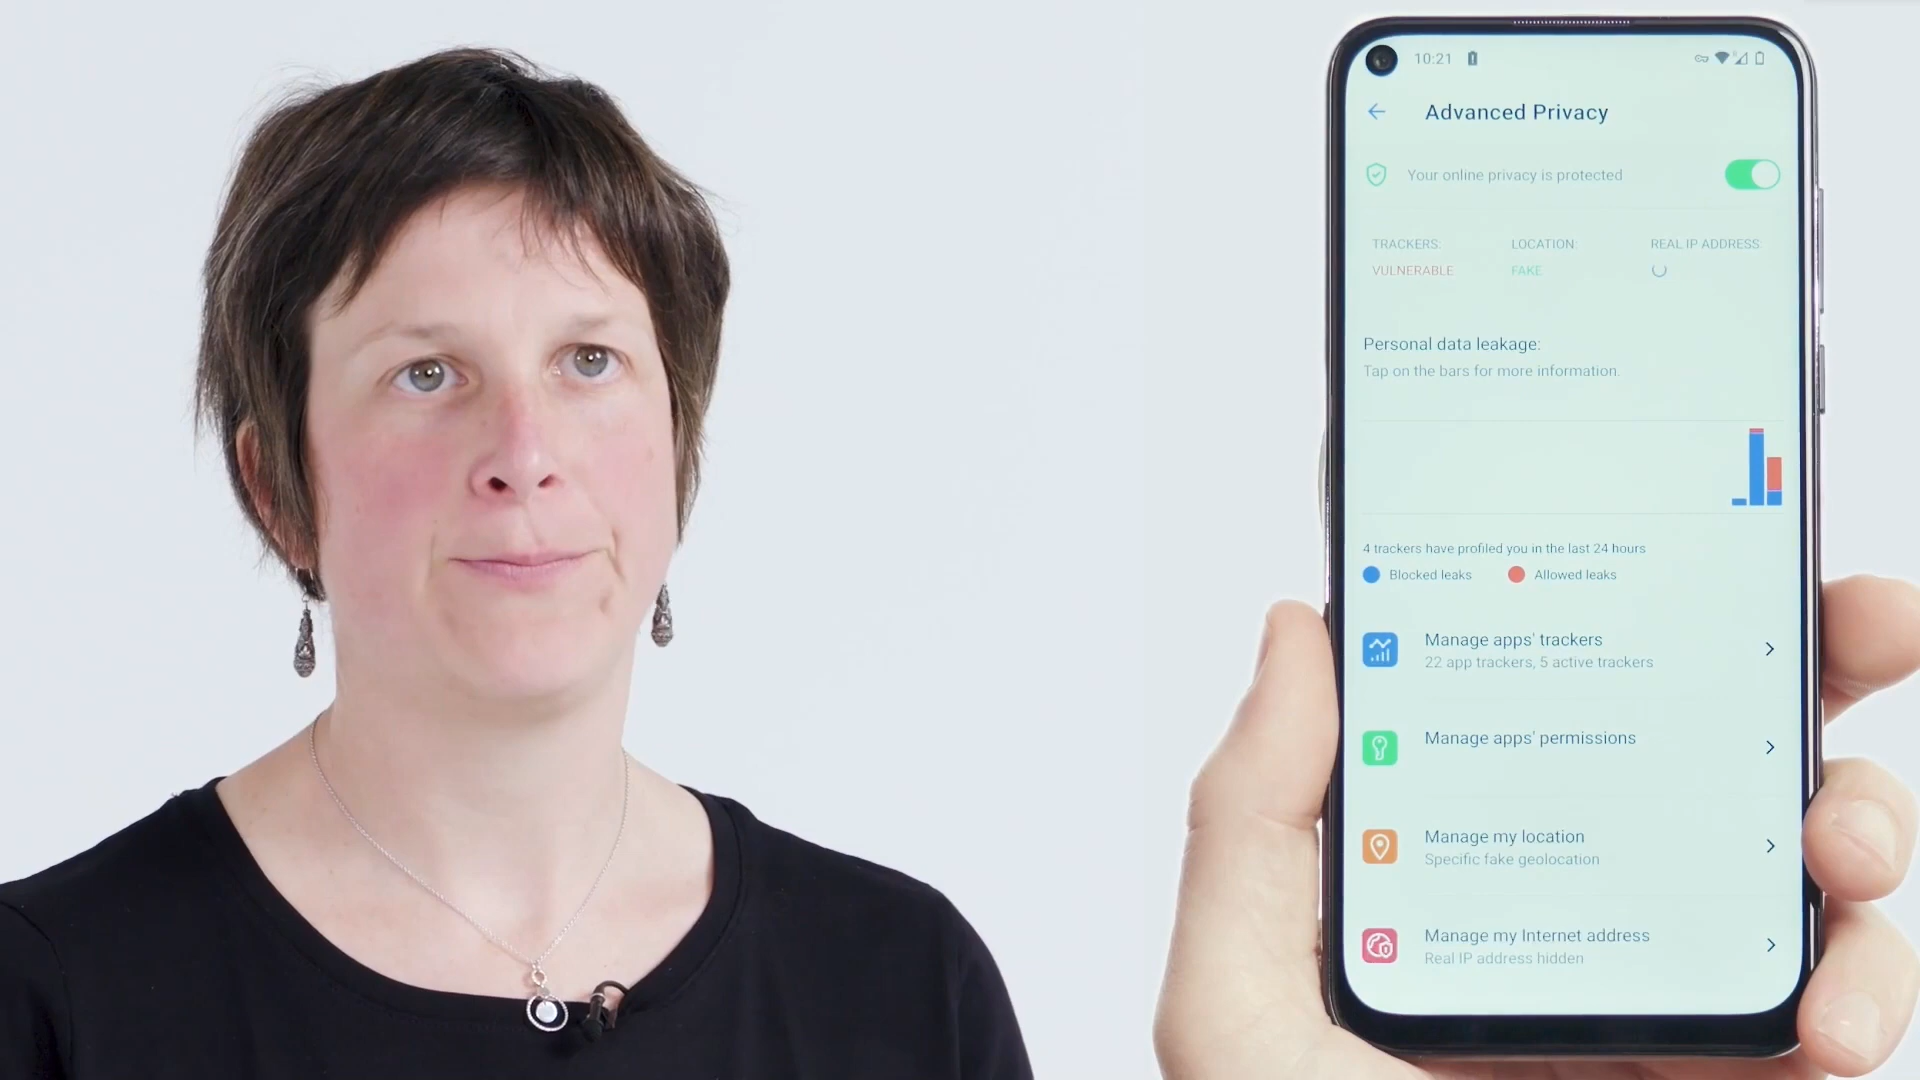 10:21
Advanced Privacy
Your online privacy is protected
TRACKERS: LOCATION: REAL IP ADDRESS:
VULNERABLE FAKE
Personal data leakage:
Tap on the bars for more information.
4 trackers have profiled you in the last 24 hours
Blocked leaks Allowed leaks
Manage apps' trackers
22 app trackers, 5 active trackers
Manage apps' permissions
Manage my location
Specific fake geolocation
Manage my Internet address
Real IP address hidden